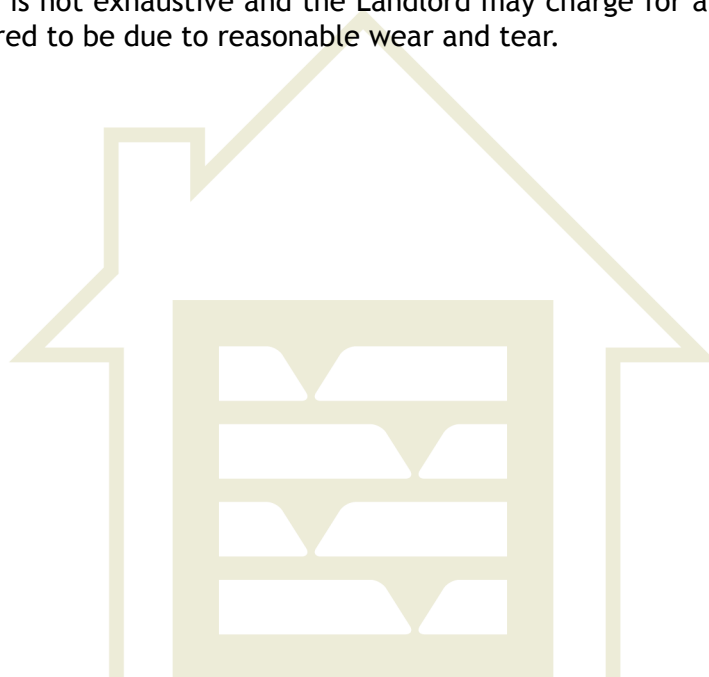 is not exhaustive and the Landlord may charge for a
red to be due to reasonable wear and tear.